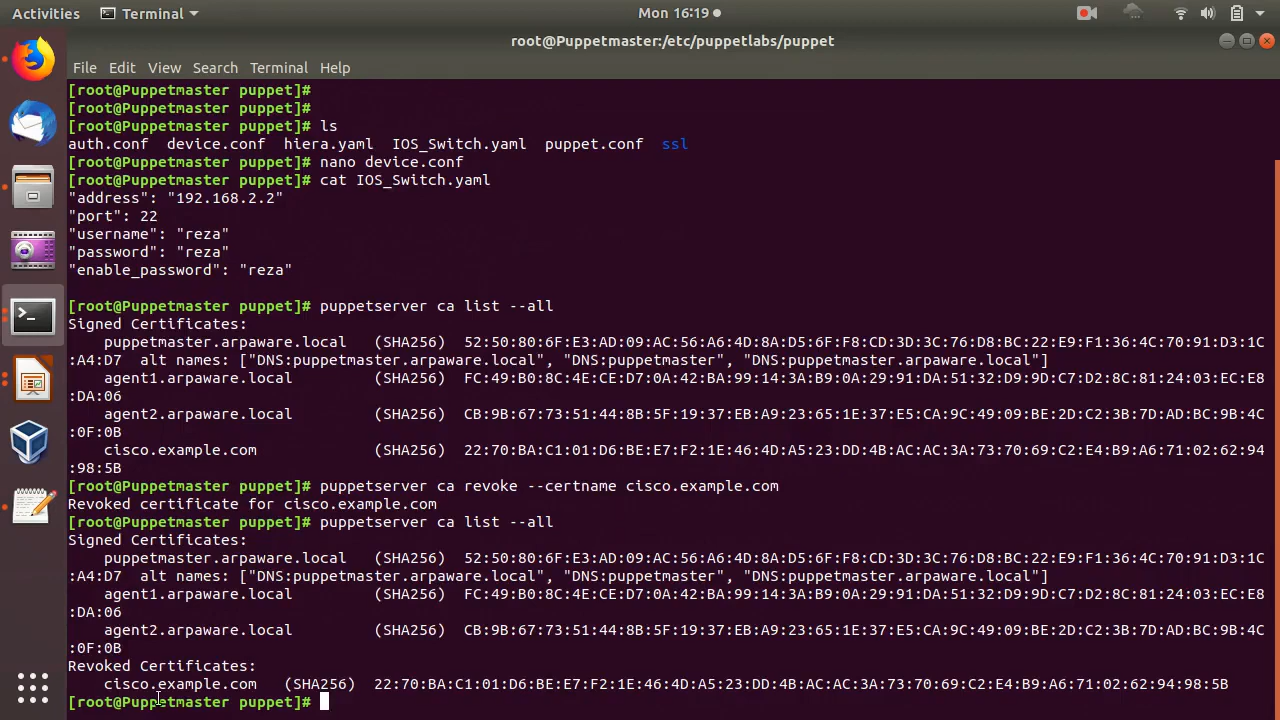 Activities
Terminal
Mon 16:19
root@Puppetmaster:/etc/puppetlabs/puppet
File Edit View Search Terminal Help
[root@Puppetmaster puppet]#
[root@Puppetmaster puppet]#
[root@Puppetmaster puppet]# ls
auth.conf device.conf hiera.yaml IOS_Switch.yaml puppet.conf ssl
[root@Puppetmaster puppet]# nano device.conf
[root@Puppetmaster puppet]# cat IOS_Switch.yaml
"address": "192.168.2.2"
"port": 22
"username": "reza"
"password": "reza"
"enable_password": "reza"
[root@Puppetmaster puppet]# puppetserver ca list --all
Signed Certificates:
puppetmaster.arpaware.local (SHA256) 52:50:80:6F:E3:AD:09:AC:56:A6:4D:8A:D5:6F:F8:CD:3D:3C:76:D8:BC:22:E9:F1:36:4C:70:91:D3:1C
:A4:D7 alt names: ["DNS:puppetmaster.arpaware.local", "DNS:puppetmaster", "DNS:puppetmaster.arpaware.local"]
agent1.arpaware.local (SHA256) FC:49:B0:8C:4E:CE:D7:0A:42:BA:99:14:3A:B9:0A:29:91:DA:51:32:D9:9D:C7:D2:8C:81:24:03:EC:E8
:DA:06
agent2.arpaware.local (SHA256) CB:9B:67:73:51:44:8B:5F:19:37:EB:A9:23:65:1E:37:E5:CA:9C:49:09:BE:2D:C2:3B:7D:AD:BC:9B:4C
:0F:0B
cisco.example.com (SHA256) 22:70:BA:C1:01:D6:BE:E7:F2:1E:46:4D:A5:23:DD:4B:AC:AC:3A:73:70:69:C2:E4:B9:A6:71:02:62:94
:98:5B
[root@Puppetmaster puppet]# puppetserver ca revoke --certname cisco.example.com
Revoked certificate for cisco.example.com
[root@Puppetmaster puppet]# puppetserver ca list --all
Signed Certificates:
puppetmaster.arpaware.local (SHA256) 52:50:80:6F:E3:AD:09:AC:56:A6:4D:8A:D5:6F:F8:CD:3D:3C:76:D8:BC:22:E9:F1:36:4C:70:91:D3:1C
:A4:D7 alt names: ["DNS:puppetmaster.arpaware.local", "DNS:puppetmaster", "DNS:puppetmaster.arpaware.local"]
agent1.arpaware.local (SHA256) FC:49:B0:8C:4E:CE:D7:0A:42:BA:99:14:3A:B9:0A:29:91:DA:51:32:D9:9D:C7:D2:8C:81:24:03:EC:E8
:DA:06
agent2.arpaware.local (SHA256) CB:9B:67:73:51:44:8B:5F:19:37:EB:A9:23:65:1E:37:E5:CA:9C:49:09:BE:2D:C2:3B:7D:AD:BC:9B:4C
:0F:0B
Revoked Certificates:
cisco.example.com (SHA256) 22:70:BA:C1:01:D6:BE:E7:F2:1E:46:4D:A5:23:DD:4B:AC:AC:3A:73:70:69:C2:E4:B9:A6:71:02:62:94:98:5B
[root@Puppetmaster puppet]#